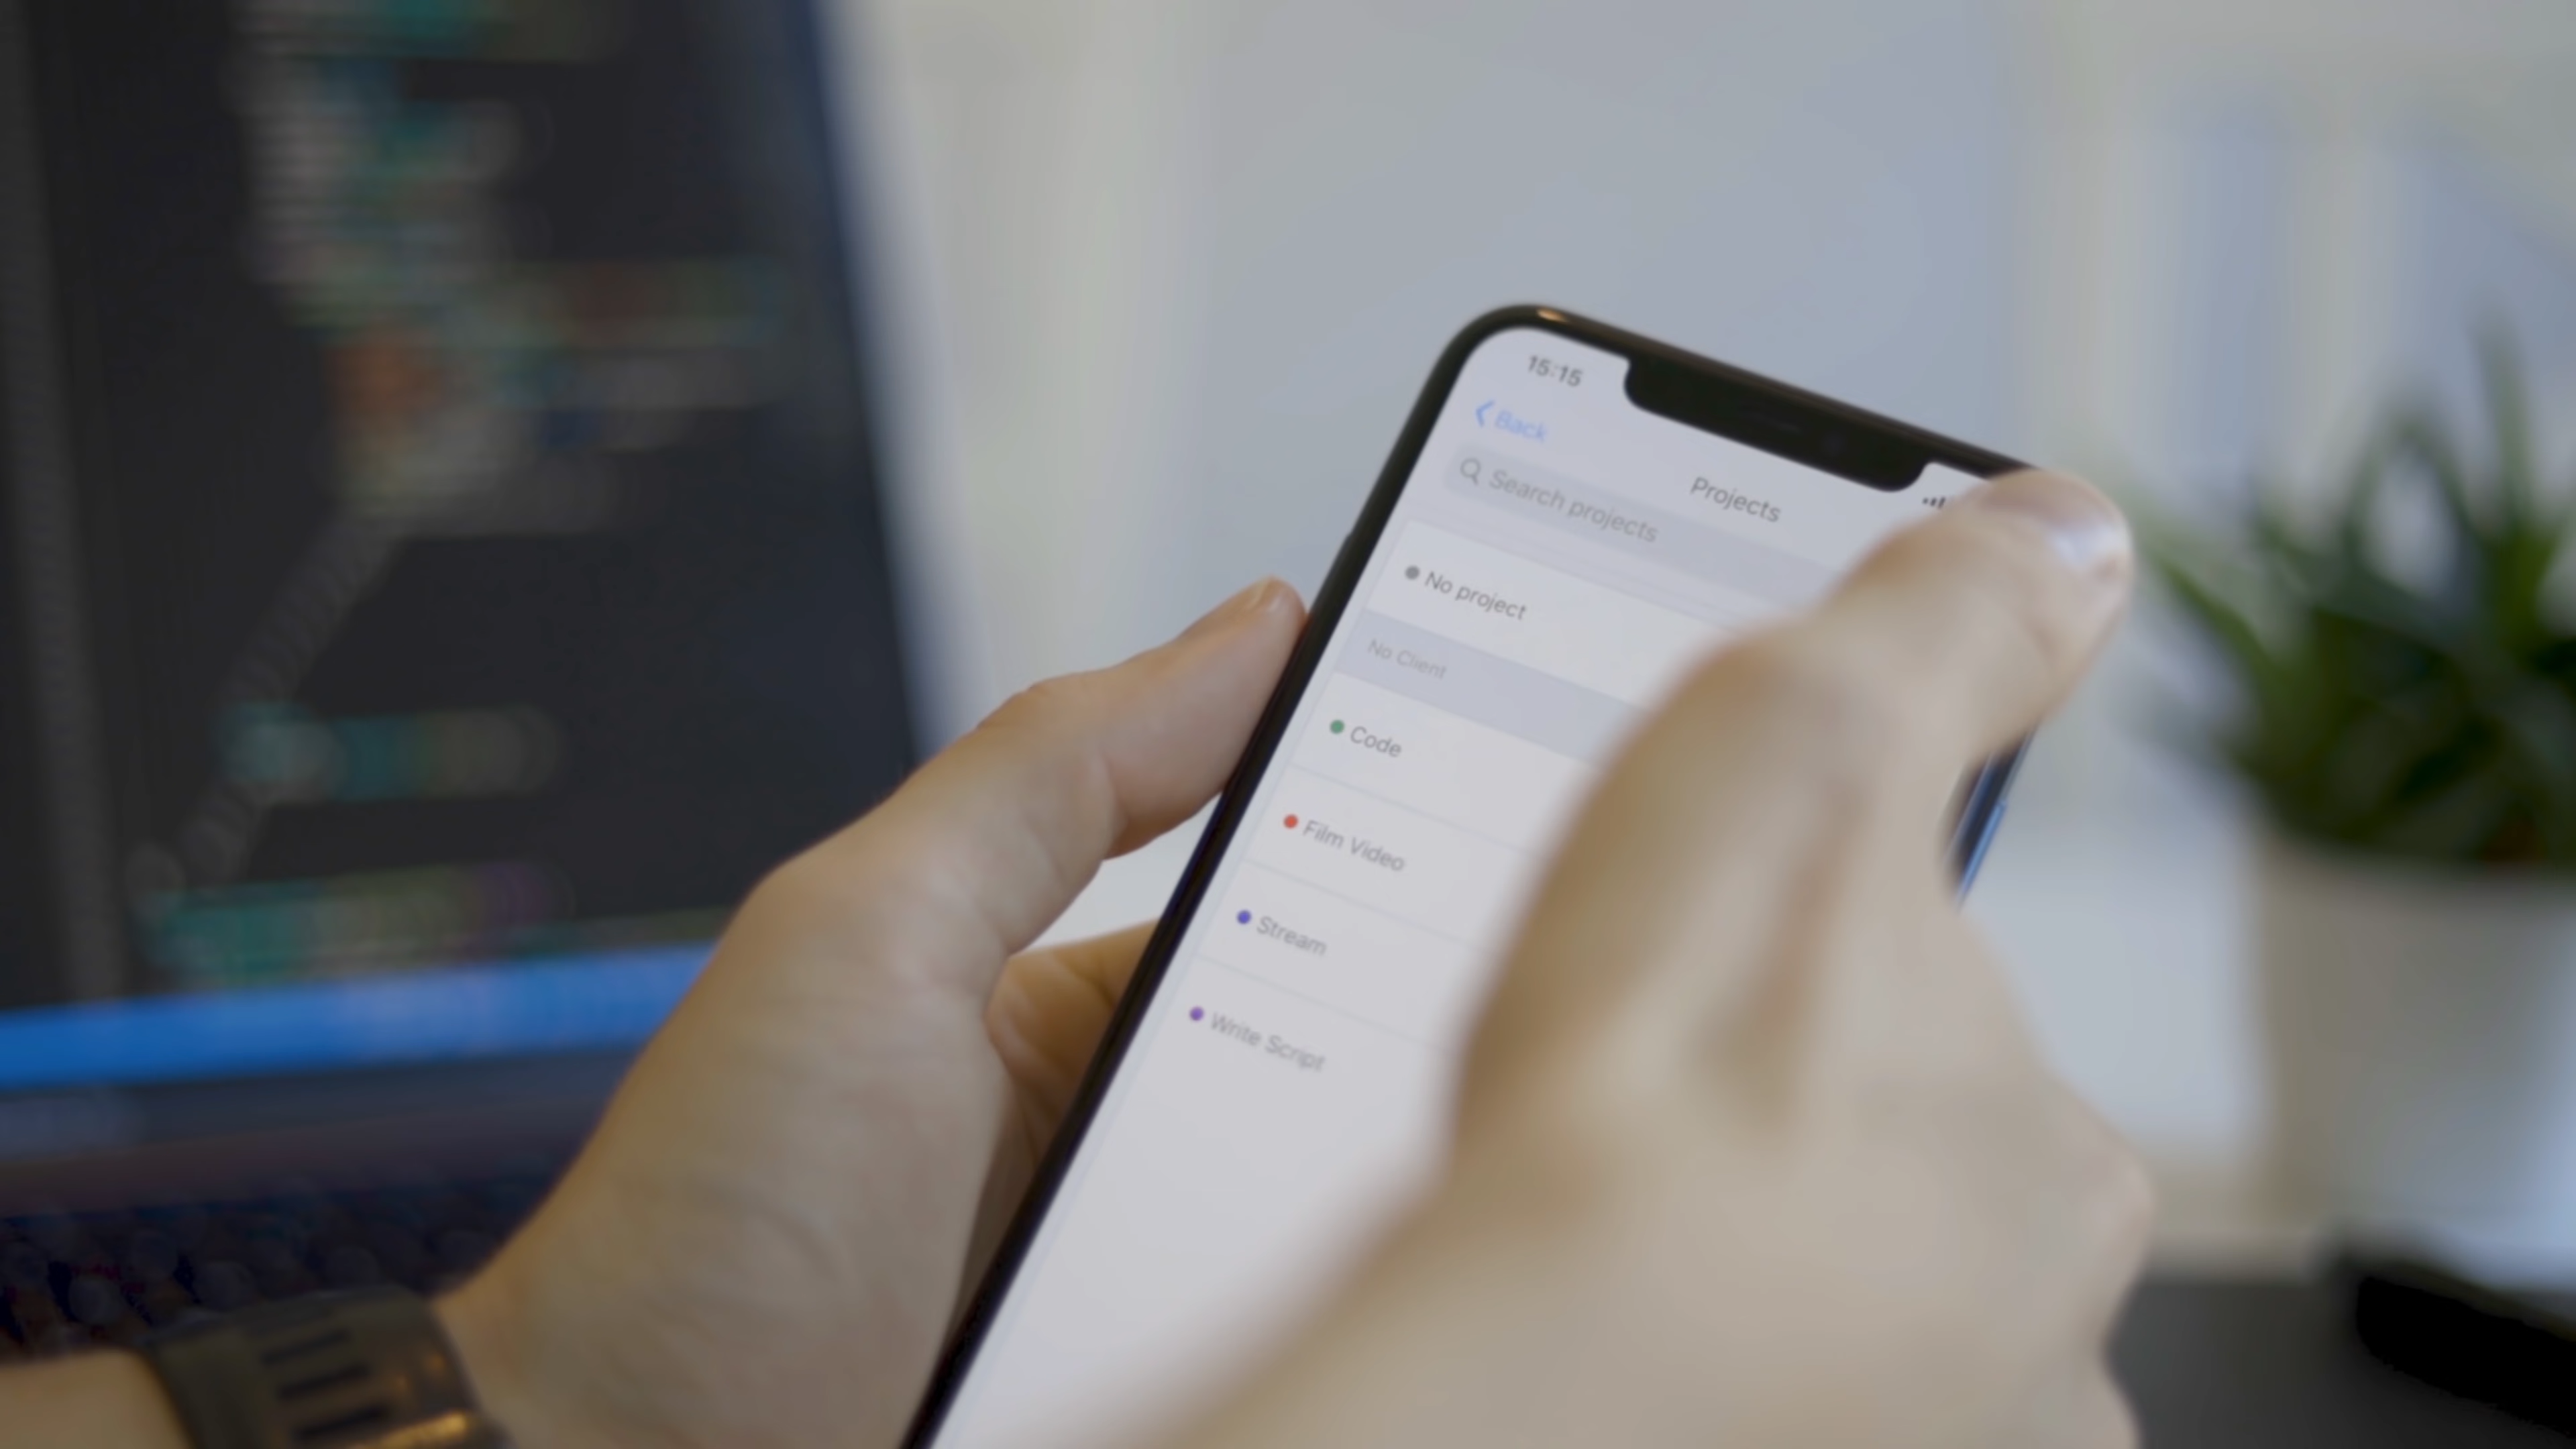 15:15
Back
Projects
Search projects
No project
No Client
Code
Film Video
Stream
Write Script